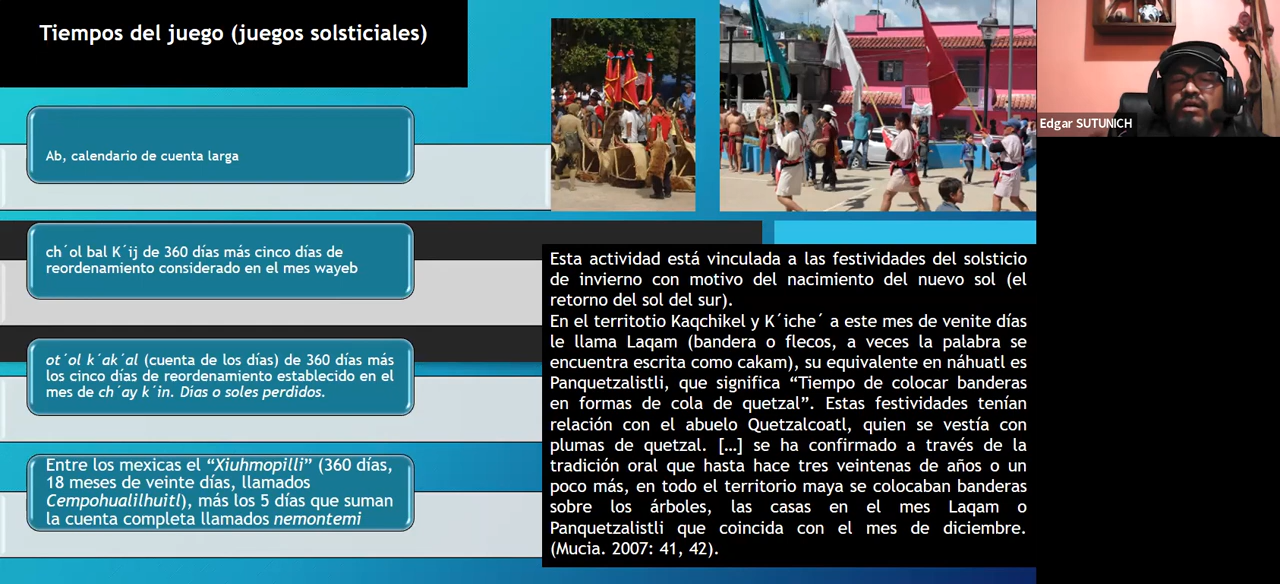 Tiempos del juego (juegos solsticiales)
Ab, calendario de cuenta larga
ch´ol bal K´ij de 360 días más cinco días de
reordenamiento considerado en el mes wayeb
ot´ol k´ak´al (cuenta de los días) de 360 días más
los cinco días de reordenamiento establecido en el
mes de ch´ay k´in. Días o soles perdidos.
Entre los mexicas el “Xiuhmopilli” (360 días,
18 meses de veinte días, llamados
Cempohualilhuitl), más los 5 días que suman
la cuenta completa llamados nemontemi
Esta actividad está vinculada a las festividades del solsticio
de invierno con motivo del nacimiento del nuevo sol (el
retorno del sol del sur).
En el territotio Kaqchikel y K´iche´ a este mes de venite días
le llama Laqam (bandera o flecos, a veces la palabra se
encuentra escrita como cakam), su equivalente en náhuatl es
Panquetzalistli, que significa “Tiempo de colocar banderas
en formas de cola de quetzal”. Estas festividades tenían
relación con el abuelo Quetzalcoatl, quien se vestía con
plumas de quetzal. […] se ha confirmado a través de la
tradición oral que hasta hace tres veintenas de años o un
poco más, en todo el territorio maya se colocaban banderas
sobre los árboles, las casas en el mes Laqam o
Panquetzalistli que coincida con el mes de diciembre.
(Mucia. 2007: 41, 42).
Edgar SUTUNICH